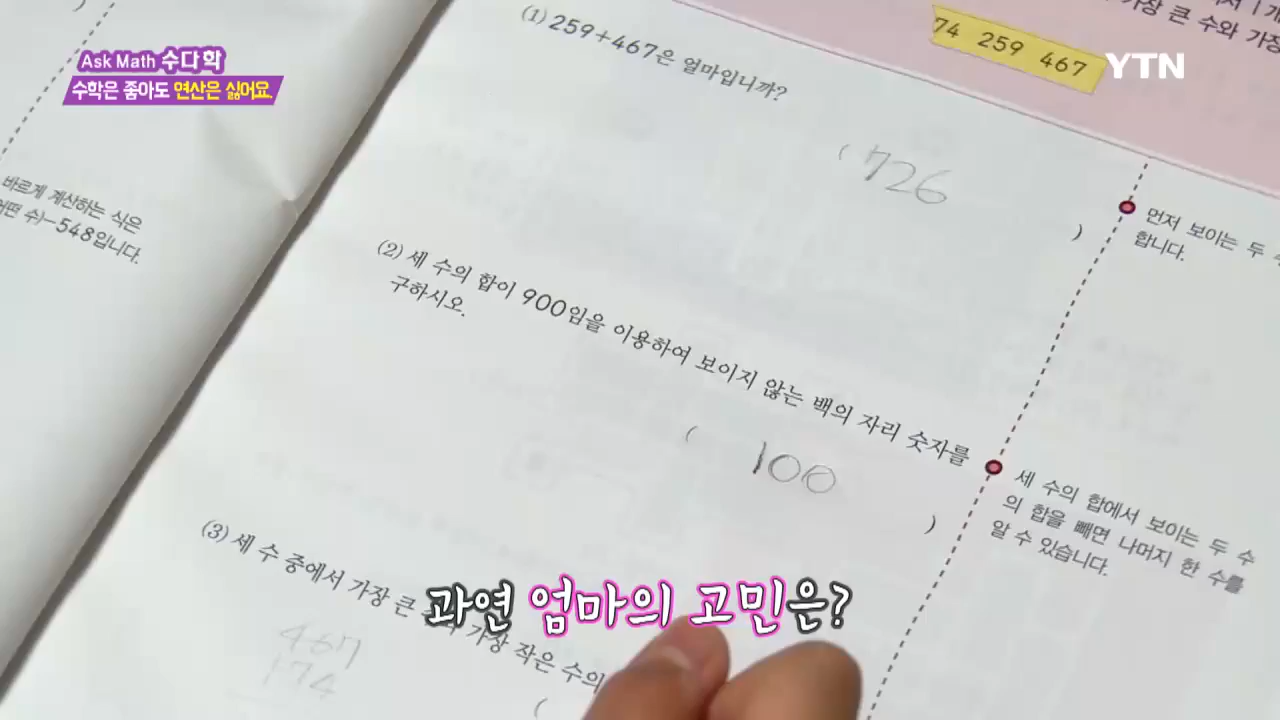 Ask Math 수다학
수학은 좋아도 연산은 싫어요.
YTN
74 259 467
(1) 259+467은 얼마입니까?
( 726 )
먼저 보이는 두
합니다.
바르게 계산하는 식은
떤 수)-548입니다.
(2) 세 수의 합이 900임을 이용하여 보이지 않는 백의 자리 숫자를
구하시오.
( 100 )
세 수의 합에서 보이는 두 수
의 합을 빼면 나머지 한 수를
알 수 있습니다.
(3) 세 수 중에서 가장 큰 가장 작은 수의
467
174
(
과연 엄마의 고민은?